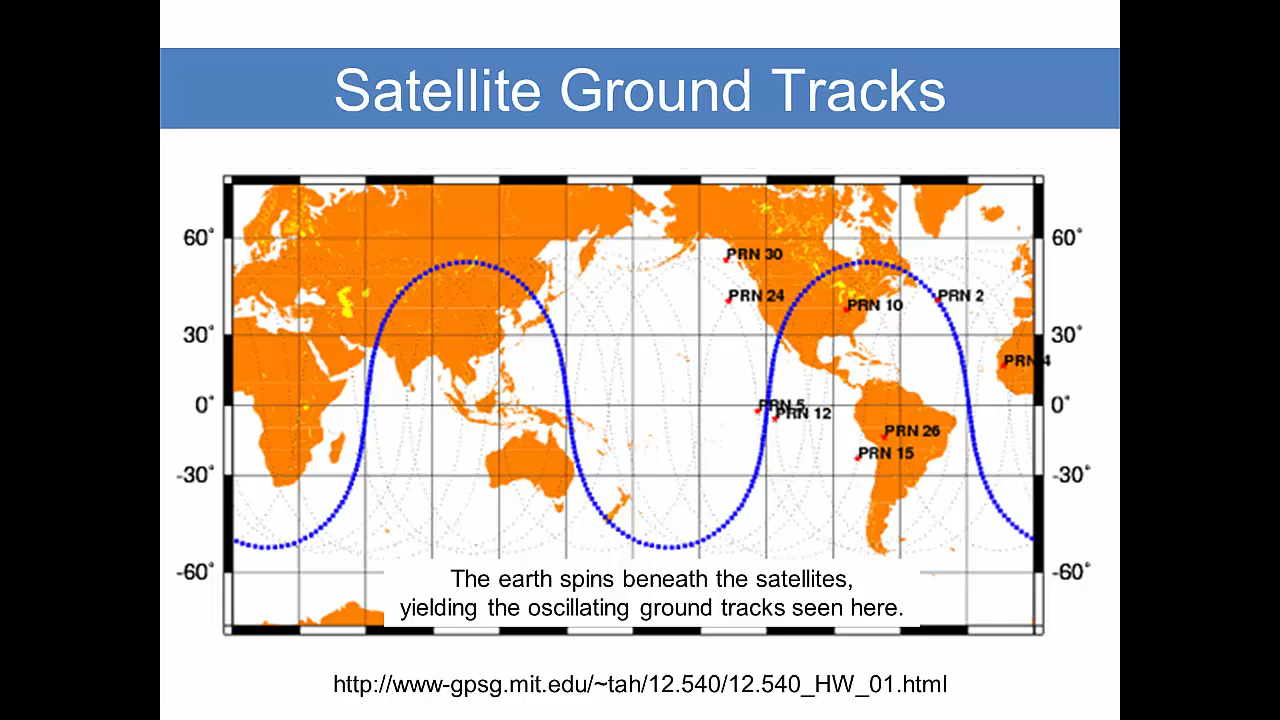 Satellite Ground Tracks
60° 60°
PRN 30
PRN 24
PRN 10
PRN 2
30° 30°
PRN 4
0° 0°
PRN 5
PRN 12
PRN 26
PRN 15
-30° -30°
-60° -60°
The earth spins beneath the satellites,
yielding the oscillating ground tracks seen here.
http://www-gpsg.mit.edu/~tah/12.540/12.540_HW_01.html